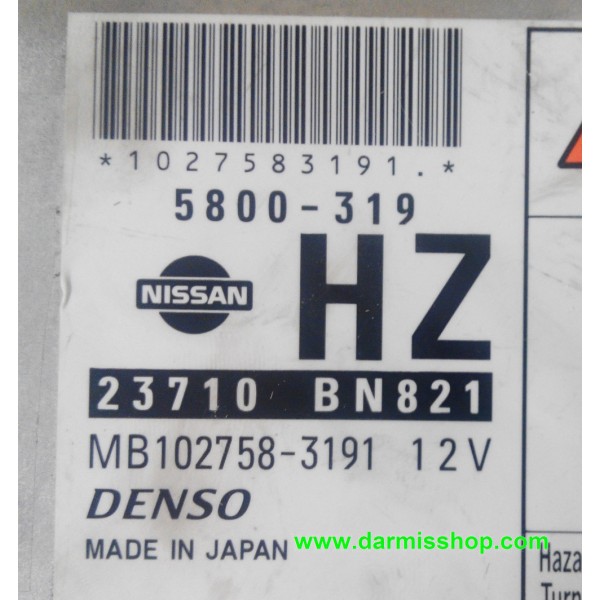 *1027583191.*
5800-319
NISSAN
HZ
23710 BN821
MB102758-3191 12V
DENSO
MADE IN JAPAN
www.darmisshop.com
Haza
Turn